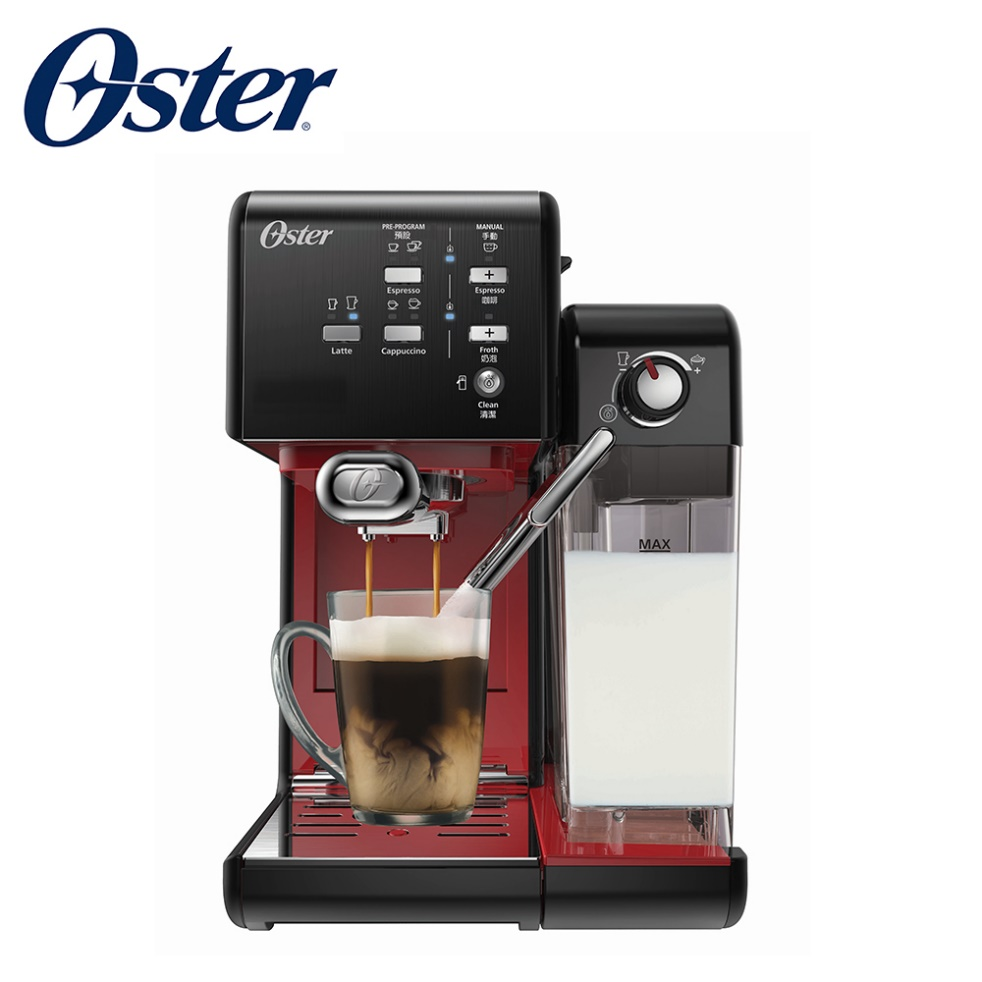 Oster®
Oster
PRE-PROGRAM
預設
MANUAL
手動
Espresso
Espresso
咖啡
Latte
Cappuccino
Froth
奶泡
Clean
清潔
MAX